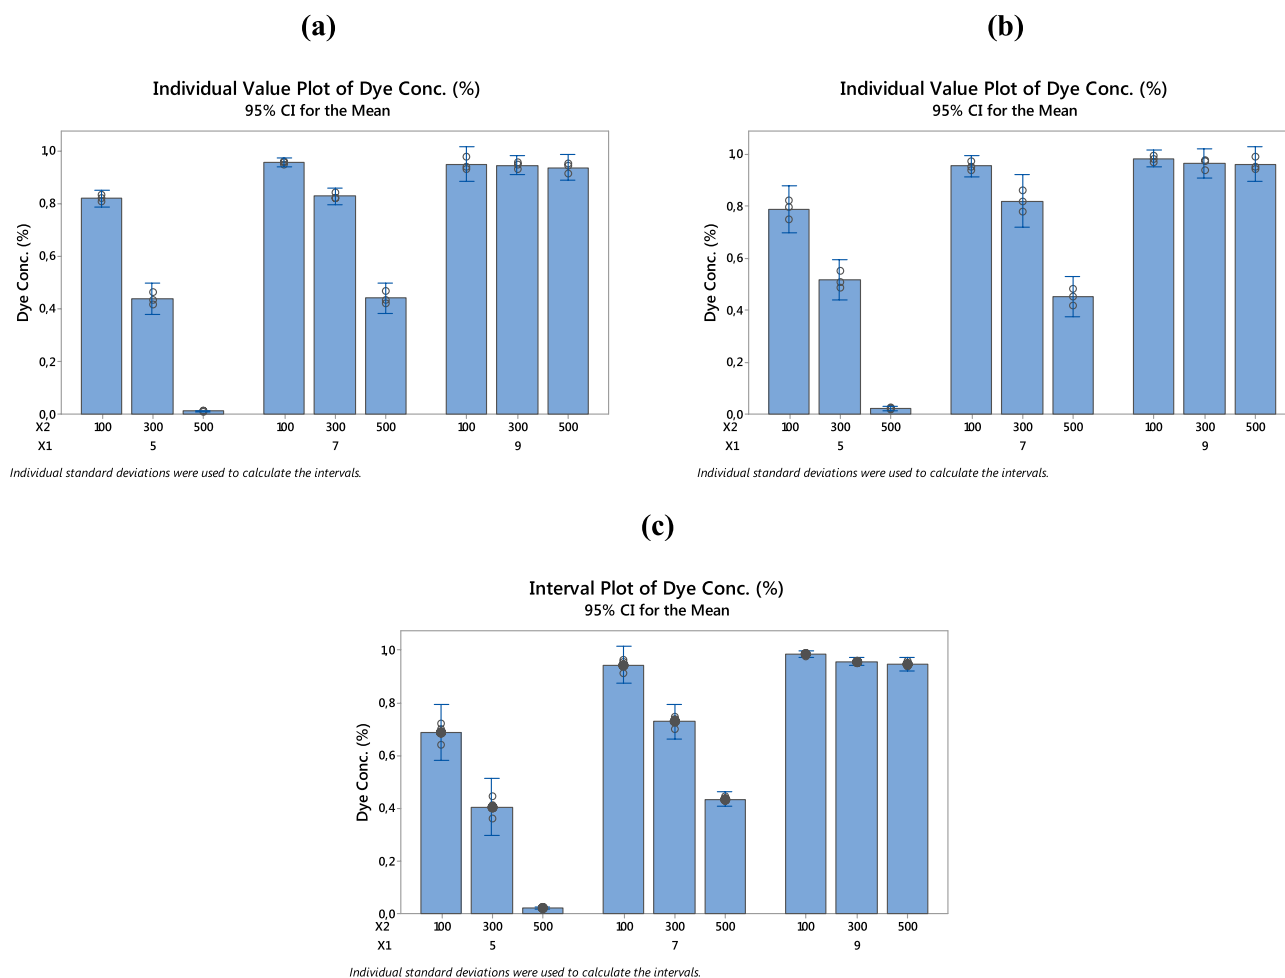 (a)
Individual Value Plot of Dye Conc. (%)
95% CI for the Mean
Dye Conc. (%)
1,0
0,8
0,6
0,4
0,2
0,0
X2 100 300 500 100 300 500 100 300 500
X1 5 7 9
Individual standard deviations were used to calculate the intervals.
(b)
Individual Value Plot of Dye Conc. (%)
95% CI for the Mean
Dye Conc. (%)
1,0
0,8
0,6
0,4
0,2
0,0
X2 100 300 500 100 300 500 100 300 500
X1 5 7 9
Individual standard deviations were used to calculate the intervals.
(c)
Interval Plot of Dye Conc. (%)
95% CI for the Mean
Dye Conc. (%)
1,0
0,8
0,6
0,4
0,2
0,0
X2 100 300 500 100 300 500 100 300 500
X1 5 7 9
Individual standard deviations were used to calculate the intervals.